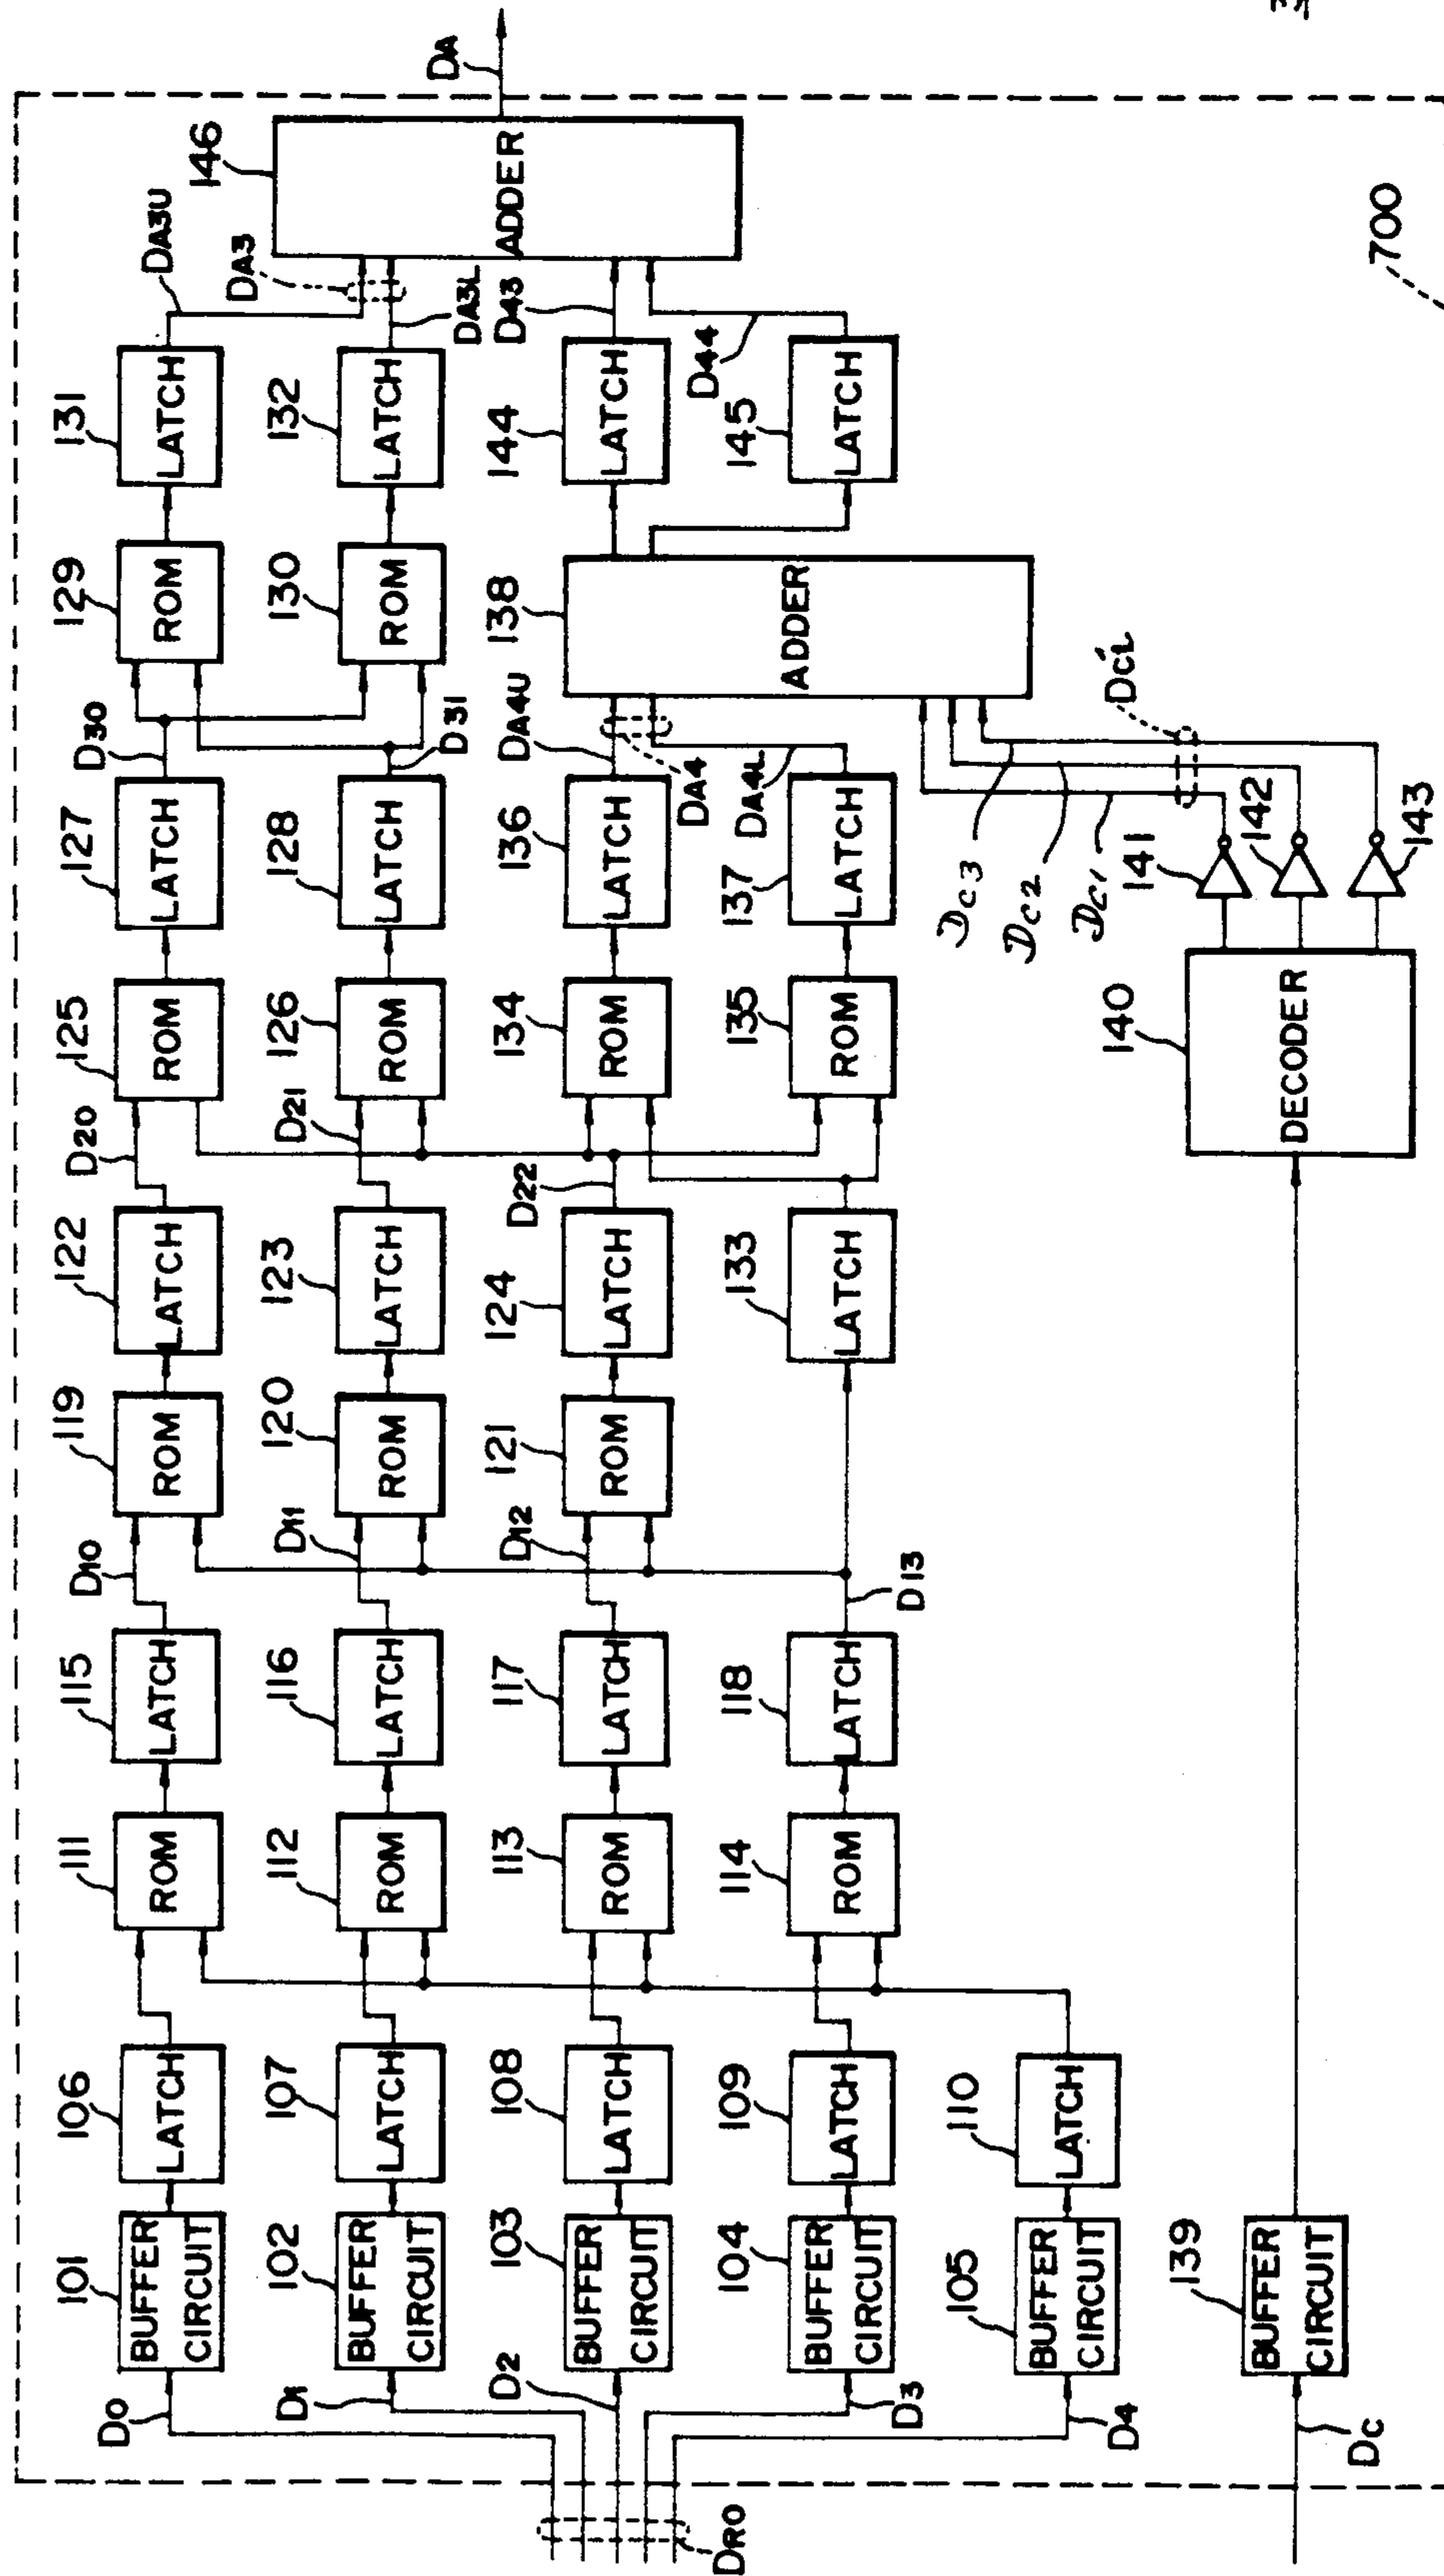 DA
146
ADDER
DA3U
DA3
DA3L
D43
D44
131
LATCH
132
LATCH
144
LATCH
145
LATCH
129
ROM
130
ROM
138
ADDER
D30
D31
DA4U
DA4
DA4L
DCL'
127
LATCH
128
LATCH
136
LATCH
137
LATCH
DC3
DC2
DC1
141
142
143
125
ROM
126
ROM
134
ROM
135
ROM
140
DECODER
D20
D21
D22
122
LATCH
123
LATCH
124
LATCH
133
LATCH
119
ROM
120
ROM
121
ROM
D10
D11
D12
D13
115
LATCH
116
LATCH
117
LATCH
118
LATCH
111
ROM
112
ROM
113
ROM
114
ROM
106
LATCH
107
LATCH
108
LATCH
109
LATCH
110
LATCH
101
BUFFER
CIRCUIT
102
BUFFER
CIRCUIT
103
BUFFER
CIRCUIT
104
BUFFER
CIRCUIT
105
BUFFER
CIRCUIT
139
BUFFER
CIRCUIT
D0
D1
D2
D3
D4
DC
DRO
700